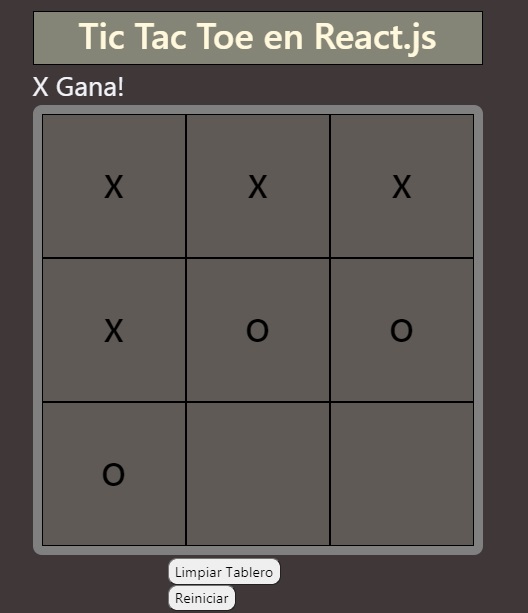 Tic Tac Toe en React.js
X Gana!
X X X
X O O
O
Limpiar Tablero
Reiniciar